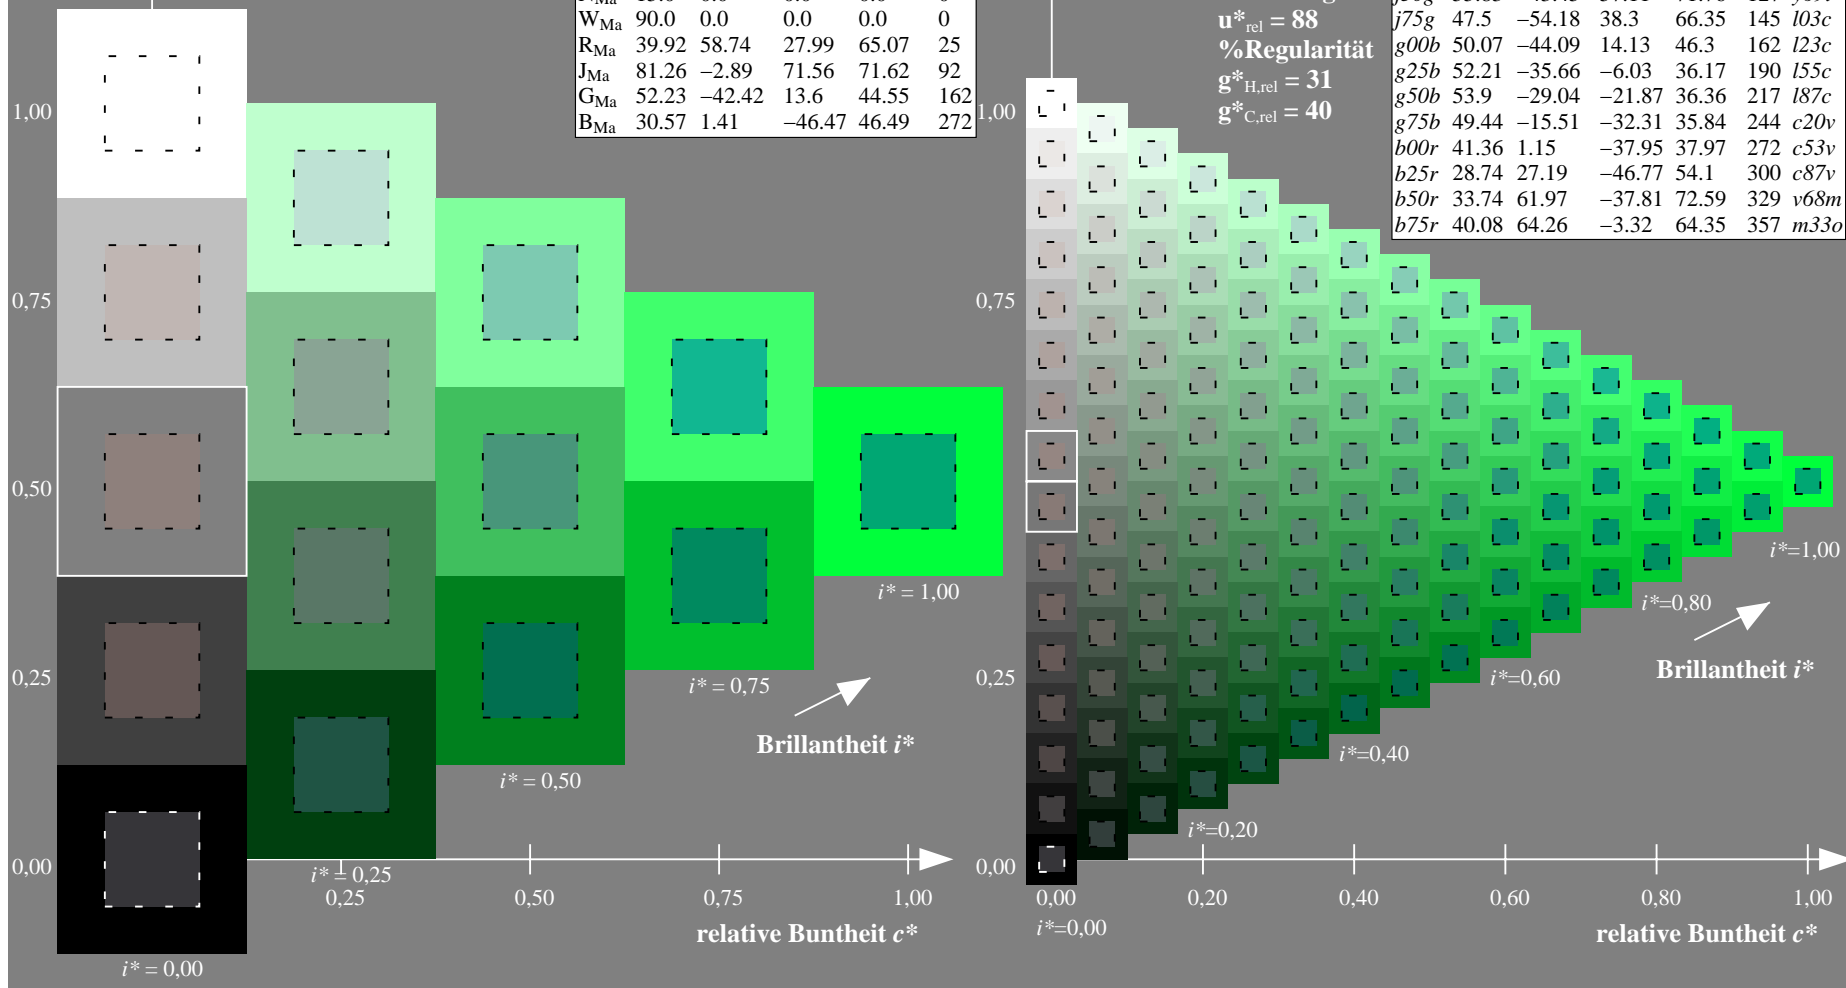 W_Ma 90.0 0.0 0.0 0.0 0
R_Ma 39.92 58.74 27.99 65.07 25
J_Ma 81.26 −2.89 71.56 71.62 92
G_Ma 52.23 −42.42 13.6 44.55 162
B_Ma 30.57 1.41 −46.47 46.49 272
1,00
0,75
0,50
0,25
0,00
i* = 1,00
i* = 0,75
i* = 0,50
i* = 0,25
i* = 0,00
Brillantheit i*
0,25 0,50 0,75 1,00
relative Buntheit c*
u*rel = 88
%Regularität
g*H,rel = 31
g*C,rel = 40
j75g 47.5 −54.18 38.3 66.35 145 l03c
g00b 50.07 −44.09 14.13 46.3 162 l23c
g25b 52.21 −35.66 −6.03 36.17 190 l55c
g50b 53.9 −29.04 −21.87 36.36 217 l87c
g75b 49.44 −15.51 −32.31 35.84 244 c20v
b00r 41.36 1.15 −37.95 37.97 272 c53v
b25r 28.74 27.19 −46.77 54.1 300 c87v
b50r 33.74 61.97 −37.81 72.59 329 v68m
b75r 40.08 64.26 −3.32 64.35 357 m33o
1,00
0,75
0,50
0,25
0,00
i*=1,00
i*=0,80
i*=0,60
i*=0,40
i*=0,20
i*=0,00
Brillantheit i*
0,00 0,20 0,40 0,60 0,80 1,00
relative Buntheit c*